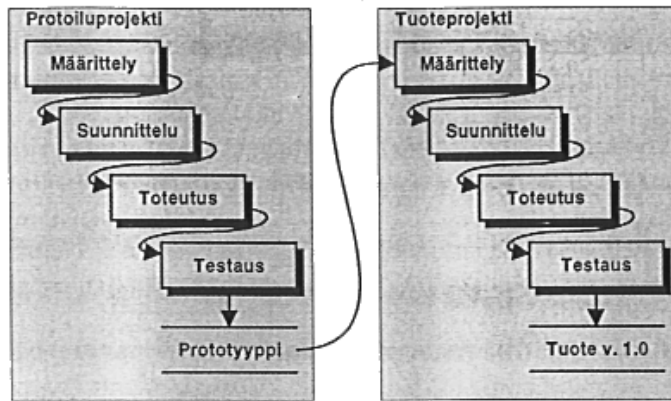 Protoiluprojekti
Määrittely
Suunnittelu
Toteutus
Testaus
Prototyyppi
Tuoteprojekti
Määrittely
Suunnittelu
Toteutus
Testaus
Tuote v. 1.0